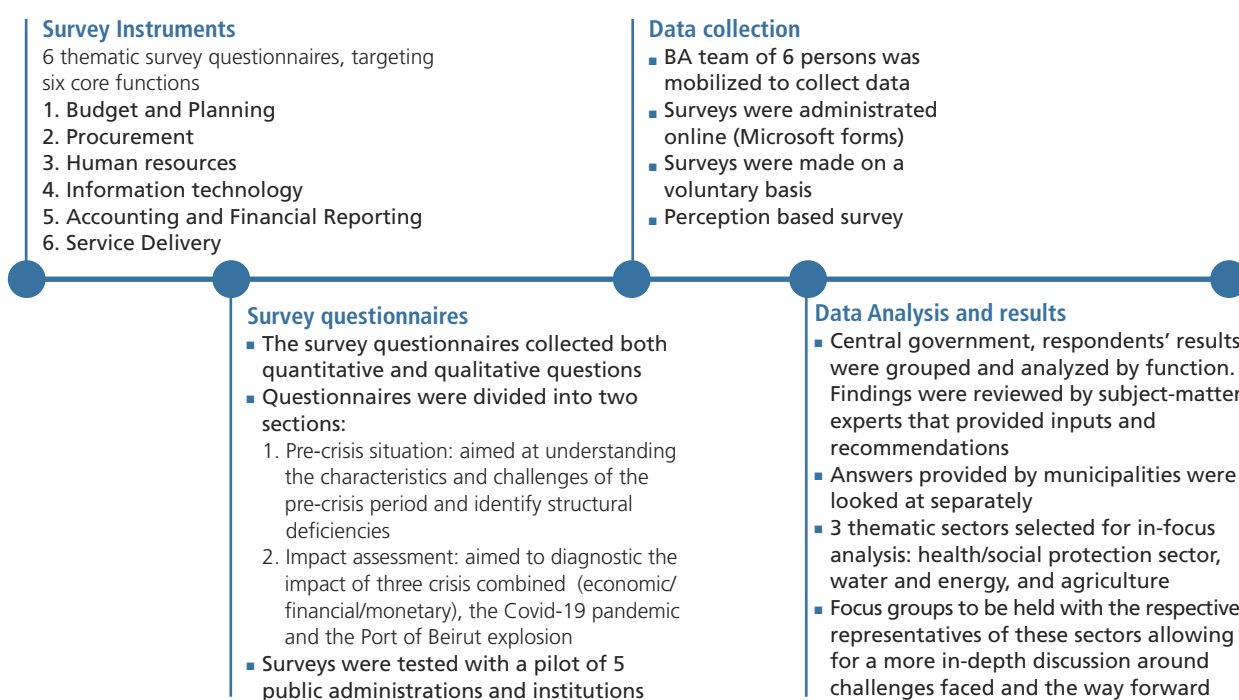 Survey Instruments
6 thematic survey questionnaires, targeting
six core functions
1. Budget and Planning
2. Procurement
3. Human resources
4. Information technology
5. Accounting and Financial Reporting
6. Service Delivery
Survey questionnaires
▪ The survey questionnaires collected both
quantitative and qualitative questions
▪ Questionnaires were divided into two
sections:
1. Pre-crisis situation: aimed at understanding
the characteristics and challenges of the
pre-crisis period and identify structural
deficiencies
2. Impact assessment: aimed to diagnostic the
impact of three crisis combined (economic/
financial/monetary), the Covid-19 pandemic
and the Port of Beirut explosion
▪ Surveys were tested with a pilot of 5
public administrations and institutions
Data collection
▪ BA team of 6 persons was
mobilized to collect data
▪ Surveys were administrated
online (Microsoft forms)
▪ Surveys were made on a
voluntary basis
▪ Perception based survey
Data Analysis and results
▪ Central government, respondents’ results
were grouped and analyzed by function.
Findings were reviewed by subject-matter
experts that provided inputs and
recommendations
▪ Answers provided by municipalities were
looked at separately
▪ 3 thematic sectors selected for in-focus
analysis: health/social protection sector,
water and energy, and agriculture
▪ Focus groups to be held with the respective
representatives of these sectors allowing
for a more in-depth discussion around
challenges faced and the way forward